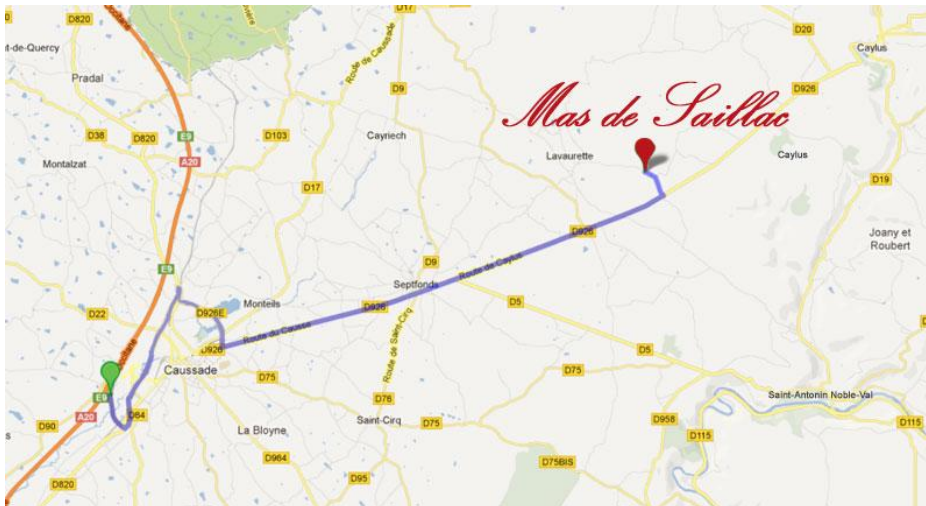 D820
D17
D20
Caylus
nt-de-Quercy
Route de Caussade
Pradal
D9
D926
Mas de Saillac
E9
D38
D820
D103
Cayriech
A20
Lavaurette
Caylus
Montalzat
D17
D19
D926
Joany et
Roubert
D9
E9
Route de Caylus
Septfonds
Monteils
D926
D5
D22
D926E
Route du Causse
Route de Saint-Cirq
D926
D5
Caussade
D75
D75
E9
D76
Saint-Antonin Noble-Val
A20
D64
Saint-Cirq
D75
D958
D115
D90
La Bloyne
D115
D964
D75BIS
D95
D820